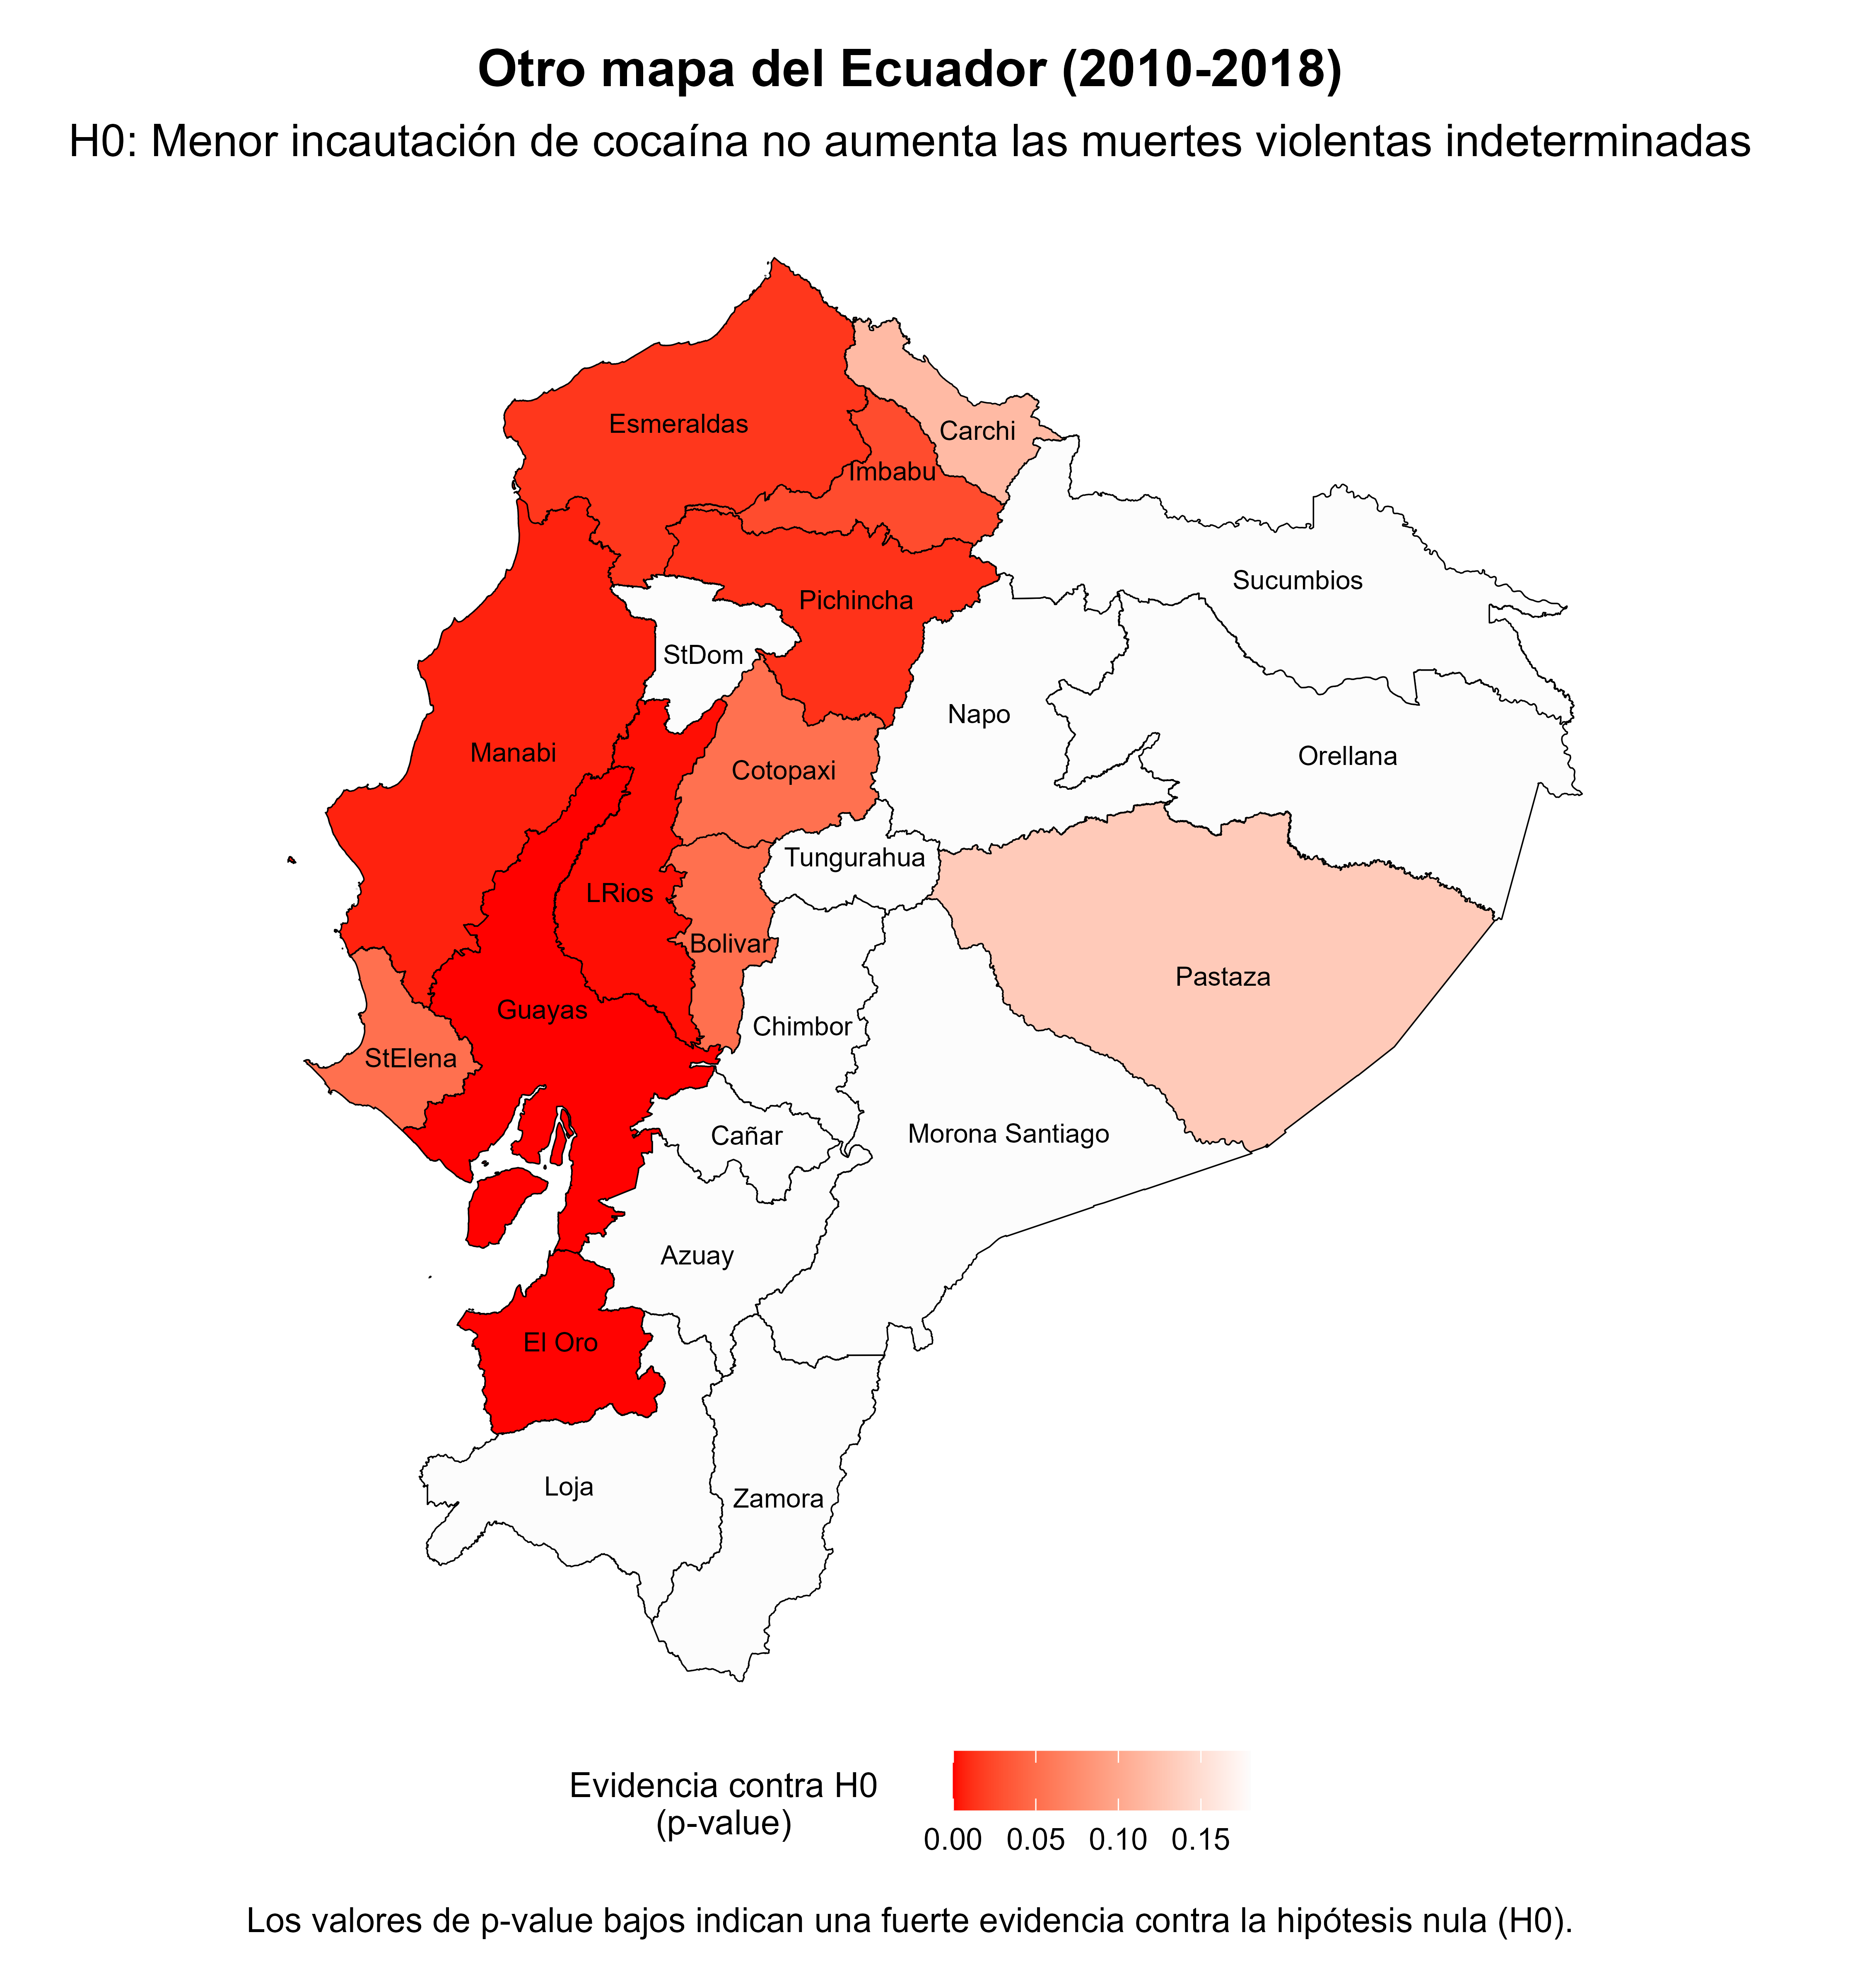 Otro mapa del Ecuador (2010-2018)
H0: Menor incautación de cocaína no aumenta las muertes violentas indeterminadas
Esmeraldas
Carchi
Imbabu
Sucumbios
Pichincha
StDom
Napo
Manabi
Orellana
Cotopaxi
Tungurahua
LRios
Bolivar
Pastaza
Guayas
Chimbor
StElena
Cañar
Morona Santiago
Azuay
El Oro
Loja
Zamora
Evidencia contra H0
(p-value)
0.00 0.05 0.10 0.15
Los valores de p-value bajos indican una fuerte evidencia contra la hipótesis nula (H0).